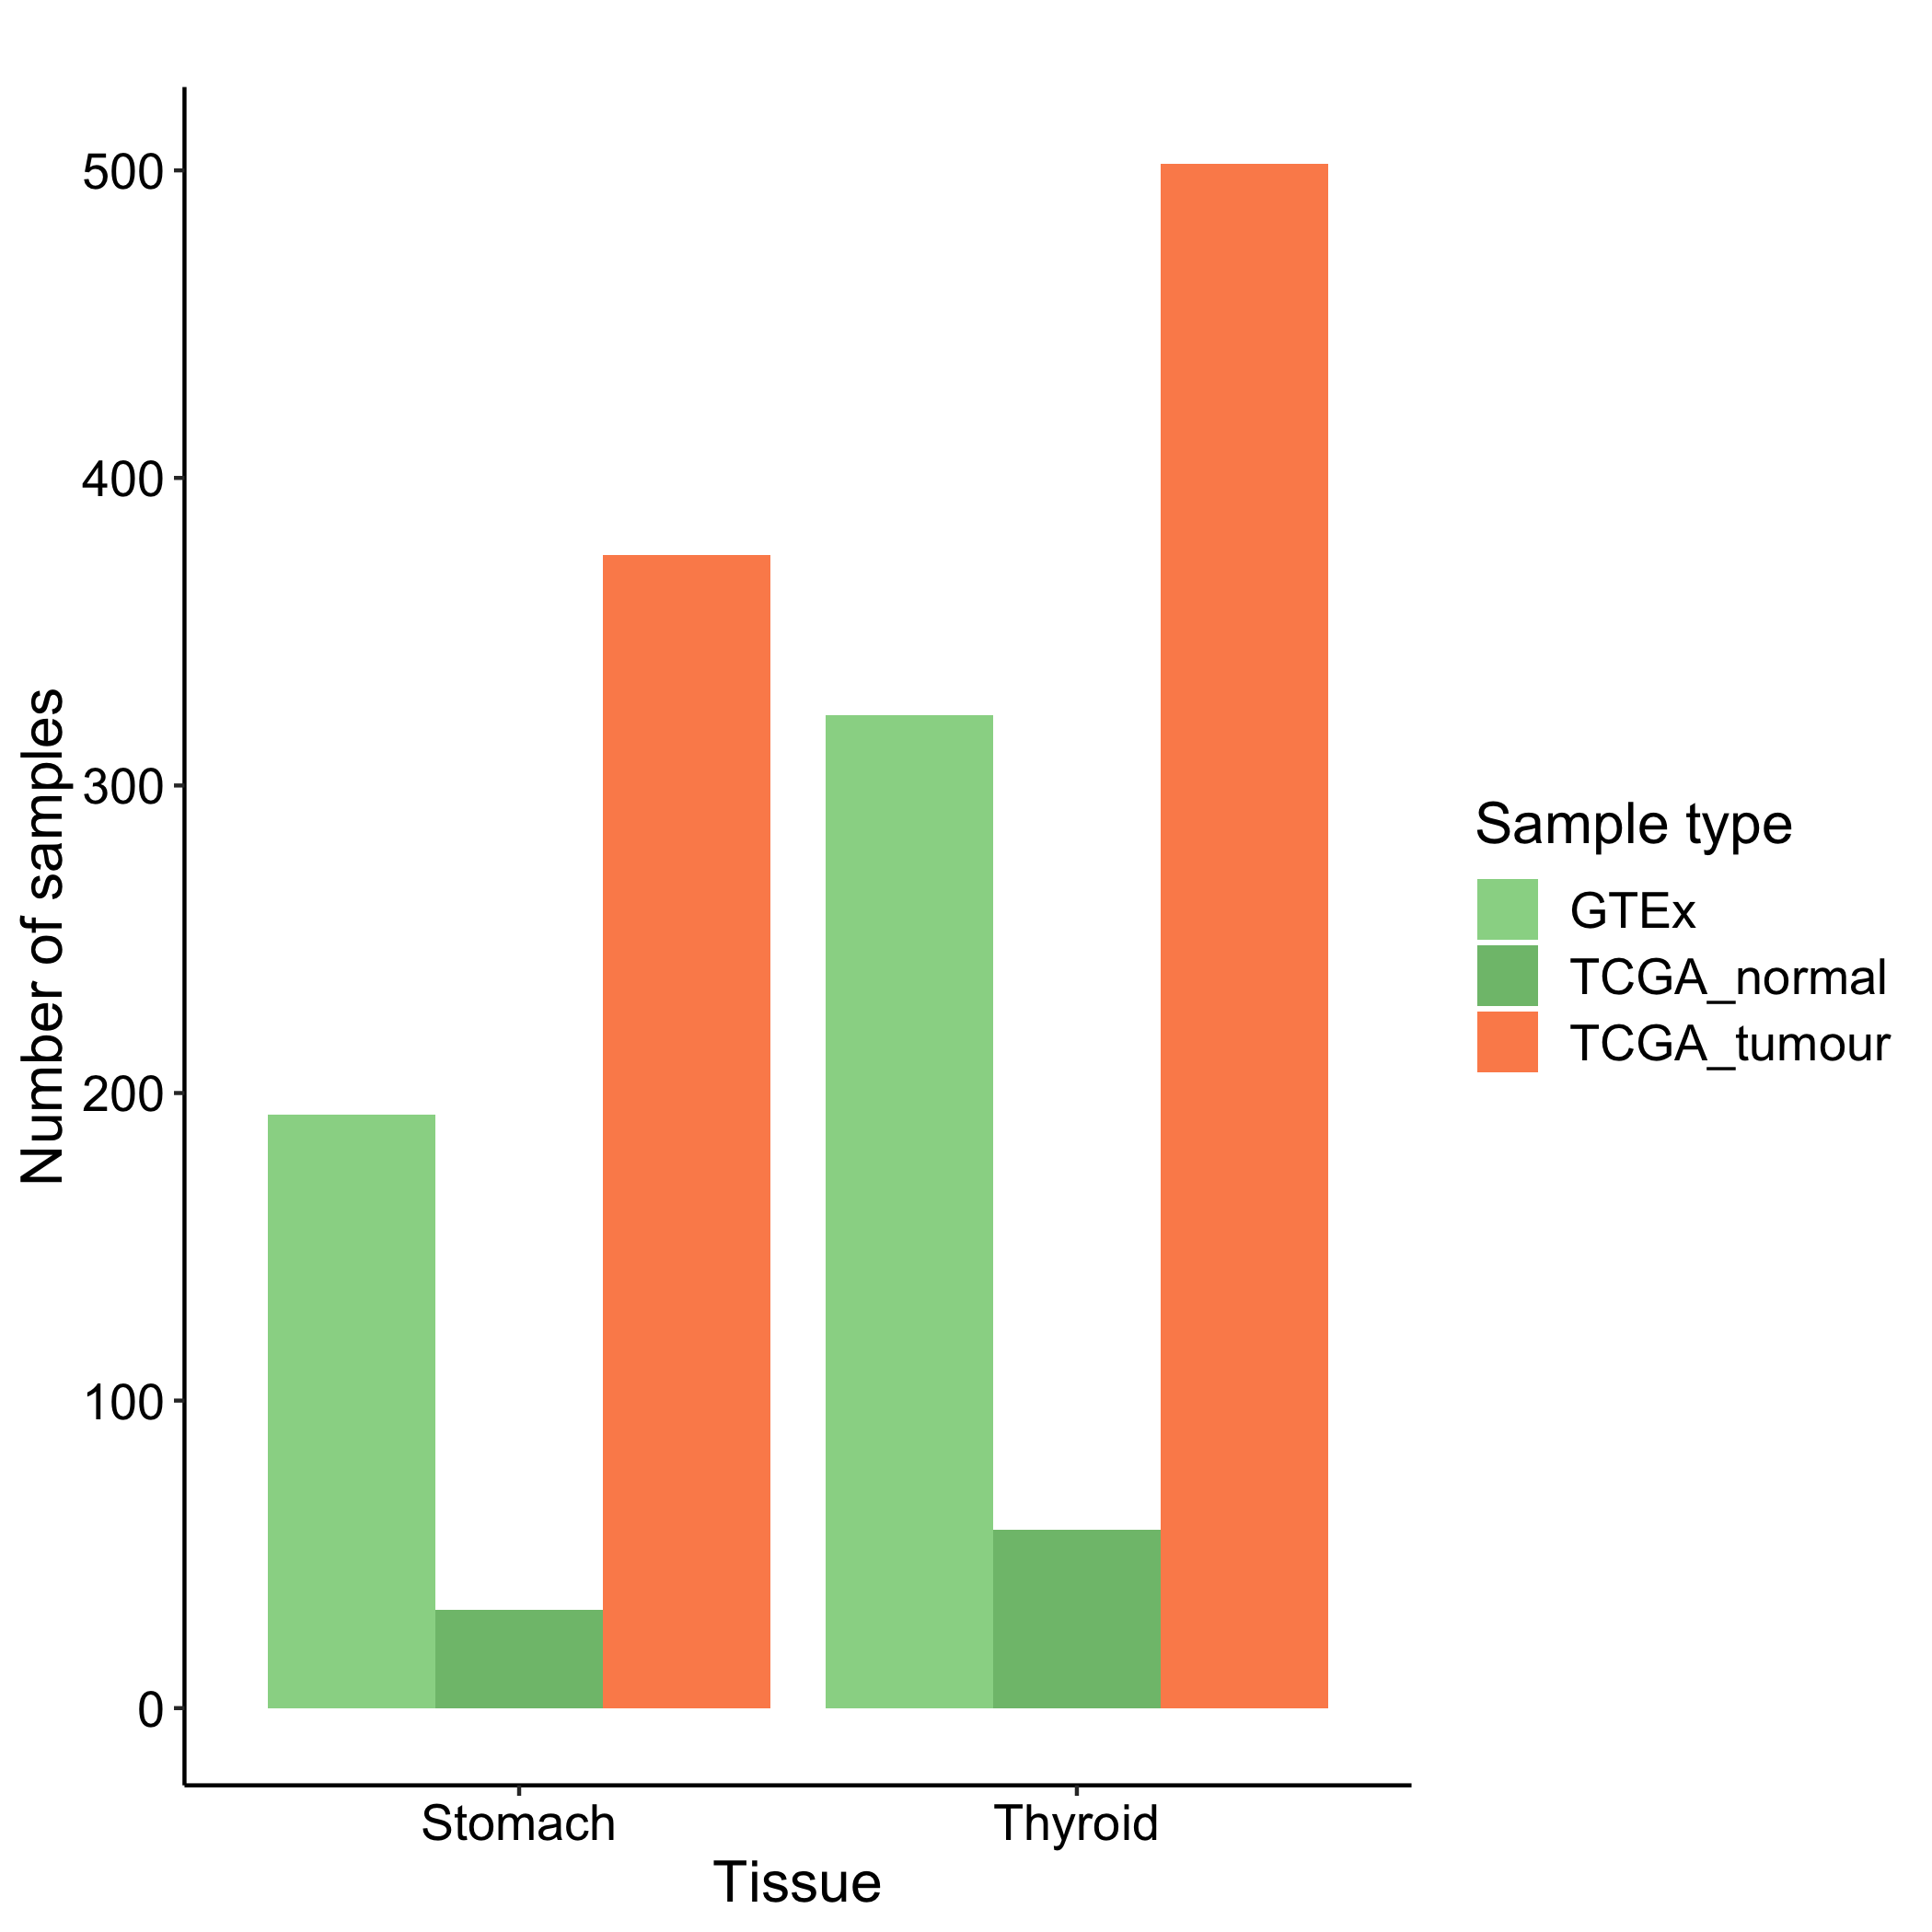 Number of samples
500
400
300
200
100
0
Stomach Thyroid
Tissue
Sample type
GTEx
TCGA_normal
TCGA_tumour